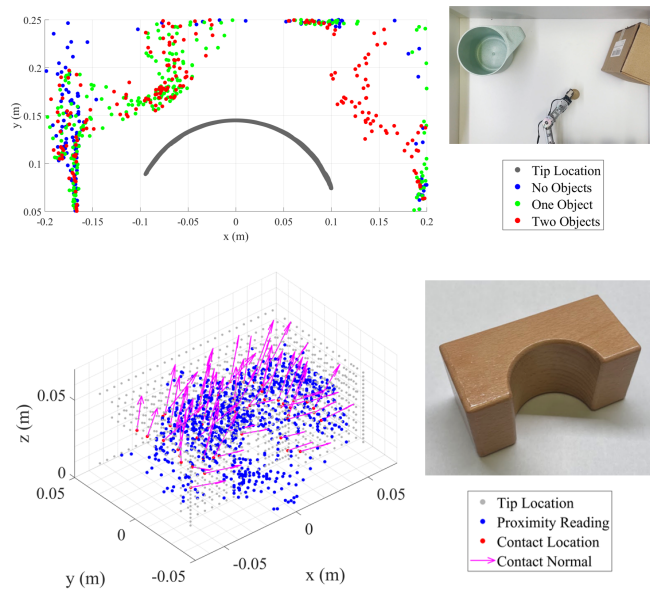 0.25
0.2
0.15
0.1
0.05
y (m)
-0.2
-0.15
-0.1
-0.05
0
0.05
0.1
0.15
0.2
x (m)
Tip Location
No Objects
One Object
Two Objects
z (m)
0.05
0
0.05
0
-0.05
y (m)
-0.05
0
0.05
x (m)
Tip Location
Proximity Reading
Contact Location
Contact Normal